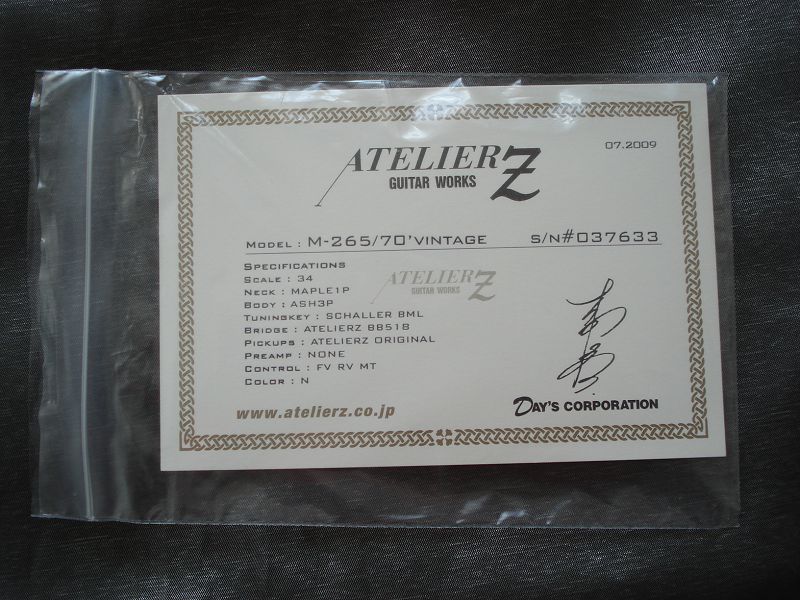 07.2009
ATELIER Z
GUITAR WORKS
MODEL : M-265/70'VINTAGE S/N#037633
SPECIFICATIONS
SCALE : 34
NECK : MAPLE1P
BODY : ASH3P
TUNINGKEY : SCHALLER BML
BRIDGE : ATELIERZ BB518
PICKUPS : ATELIERZ ORIGINAL
PREAMP : NONE
CONTROL : FV RV MT
COLOR : N
ATELIER Z
GUITAR WORKS
www.atelierz.co.jp
DAY'S CORPORATION